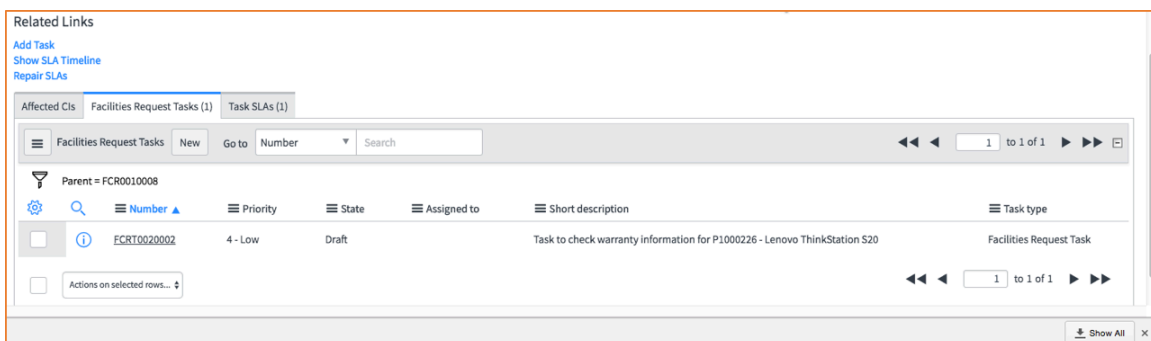 Related Links
Add Task
Show SLA Timeline
Repair SLAs
Affected CIs Facilities Request Tasks (1) Task SLAs (1)
Facilities Request Tasks New Go to Number Search 1 to 1 of 1
Parent = FCR0010008
Number Priority State Assigned to Short description Task type
FCRT0020002 4 - Low Draft Task to check warranty information for P1000226 - Lenovo ThinkStation S20 Facilities Request Task
Actions on selected rows... 1 to 1 of 1
Show All